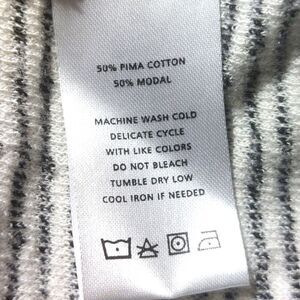 50% PIMA COTTON
50% MODAL
MACHINE WASH COLD
DELICATE CYCLE
WITH LIKE COLORS
DO NOT BLEACH
TUMBLE DRY LOW
COOL IRON IF NEEDED